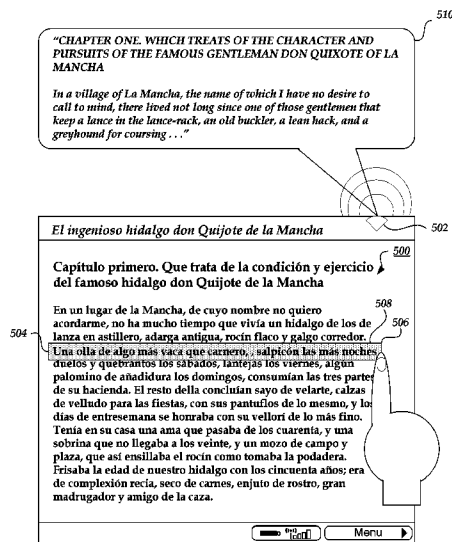 510
“CHAPTER ONE. WHICH TREATS OF THE CHARACTER AND
PURSUITS OF THE FAMOUS GENTLEMAN DON QUIXOTE OF LA
MANCHA
In a village of La Mancha, the name of which I have no desire to
call to mind, there lived not long since one of those gentlemen that
keep a lance in the lance-rack, an old buckler, a lean hack, and a
greyhound for coursing . . .”
502
El ingenioso hidalgo don Quijote de la Mancha
500
Capítulo primero. Que trata de la condición y ejercicio
del famoso hidalgo don Quijote de la Mancha
508
506
504
En un lugar de la Mancha, de cuyo nombre no quiero
acordarme, no ha mucho tiempo que vivía un hidalgo de los de
lanza en astillero, adarga antigua, rocín flaco y galgo corredor.
Una olla de algo más vaca que carnero, , salpicón las más noches
duelos y quebrantos los sábados, lantejas los viernes, algún
palomino de añadidura los domingos, consumían las tres partes
de su hacienda. El resto della concluían sayo de velarte, calzas
de velludo para las fiestas, con sus pantuflos de lo mesmo, y los
días de entresemana se honraba con su vellorí de lo más fino.
Tenía en su casa una ama que pasaba de los cuarenta, y una
sobrina que no llegaba a los veinte, y un mozo de campo y
plaza, que así ensillaba el rocín como tomaba la podadera.
Frisaba la edad de nuestro hidalgo con los cincuenta años; era
de complexión recia, seco de carnes, enjuto de rostro, gran
madrugador y amigo de la caza.
Menu